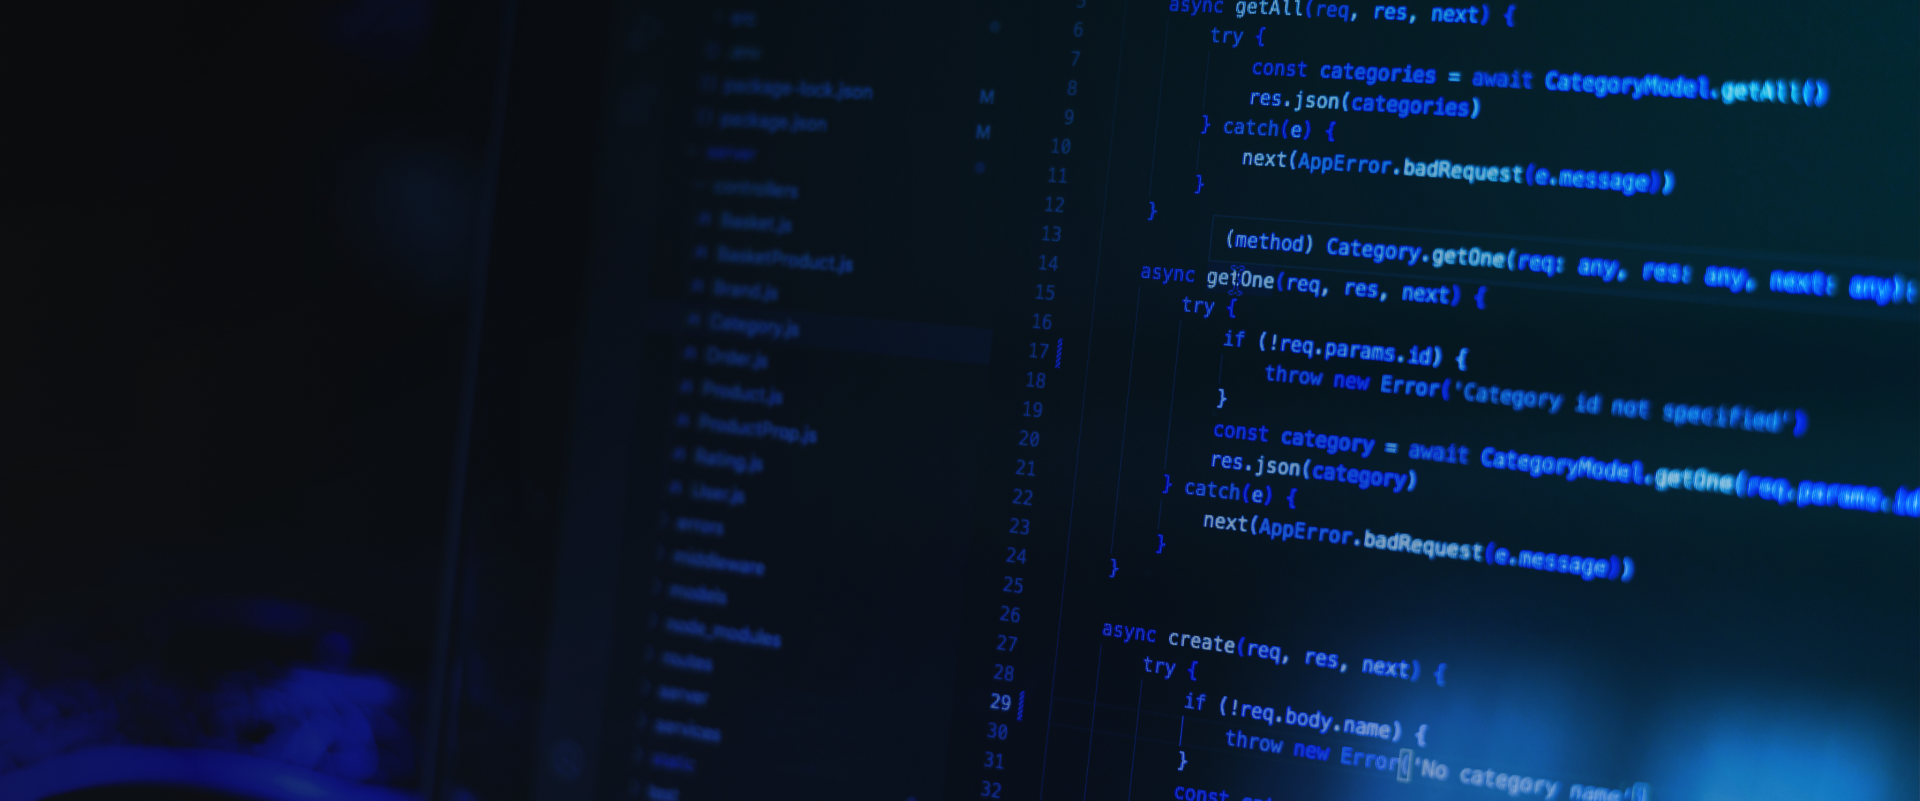 .env
package-lock.json M
package.json M
server
controllers
Basket.js
BasketProduct.js
Brand.js
Category.js
Order.js
Product.js
ProductProp.js
Rating.js
User.js
errors
middleware
models
node_modules
routes
server
services
static
5
6
7
8
9
10
11
12
13
14
15
16
17
18
19
20
21
22
23
24
25
26
27
28
29
30
31
32
async getAll(req, res, next) {
try {
const categories = await CategoryModel.getAll()
res.json(categories)
} catch(e) {
next(AppError.badRequest(e.message))
}
}
(method) Category.getOne(req: any, res: any, next: any):
async getOne(req, res, next) {
try {
if (!req.params.id) {
throw new Error('Category id not specified')
}
const category = await CategoryModel.getOne(req.params.id
res.json(category)
} catch(e) {
next(AppError.badRequest(e.message))
}
}
async create(req, res, next) {
try {
if (!req.body.name) {
throw new Error('No category name')
}
const